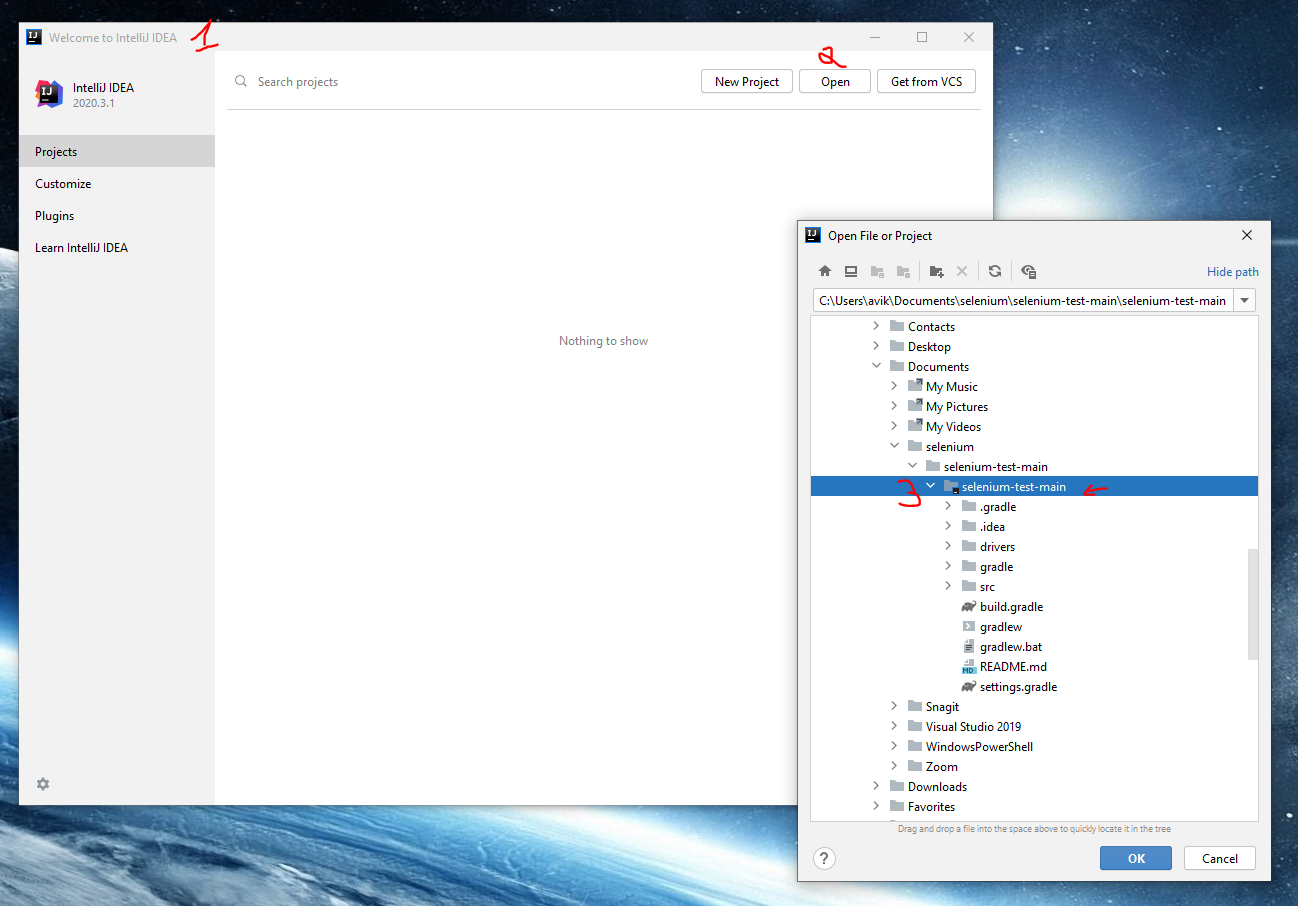 Welcome to IntelliJ IDEA 1
IntelliJ IDEA
2020.3.1
Projects
Customize
Plugins
Learn IntelliJ IDEA
Search projects
2
New Project Open Get from VCS
Nothing to show
Open File or Project
Hide path
C:\Users\avik\Documents\selenium\selenium-test-main\selenium-test-main
Contacts
Desktop
Documents
My Music
My Pictures
My Videos
selenium
selenium-test-main
3 selenium-test-main
.gradle
.idea
drivers
gradle
src
build.gradle
gradlew
gradlew.bat
README.md
settings.gradle
Snagit
Visual Studio 2019
WindowsPowerShell
Zoom
Downloads
Favorites
Drag and drop a file into the space above to quickly locate it in the tree
? OK Cancel